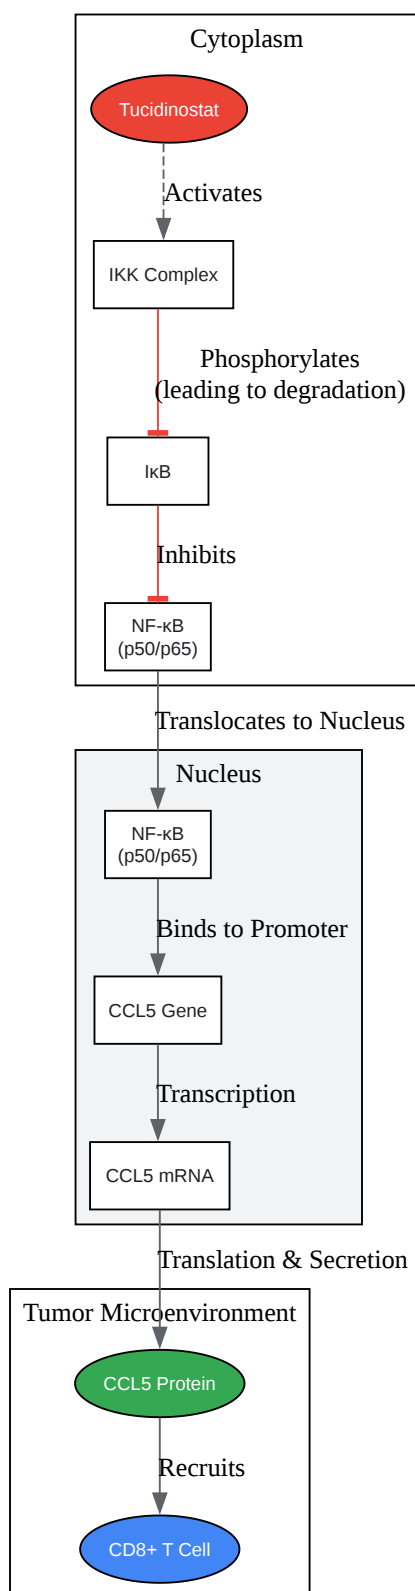 Cytoplasm
Tucidinostat
Activates
IKK Complex
Phosphorylates
(leading to degradation)
IκB
Inhibits
NF-κB
(p50/p65)
Translocates to Nucleus
Nucleus
NF-κB
(p50/p65)
Binds to Promoter
CCL5 Gene
Transcription
CCL5 mRNA
Translation & Secretion
Tumor Microenvironment
CCL5 Protein
Recruits
CD8+ T Cell